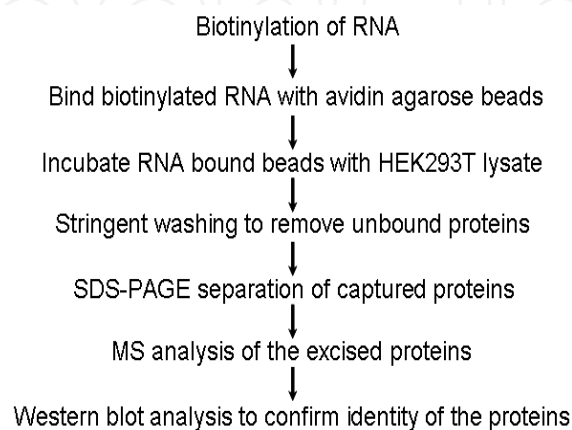 Biotinylation of RNA
Bind biotinylated RNA with avidin agarose beads
Incubate RNA bound beads with HEK293T lysate
Stringent washing to remove unbound proteins
SDS-PAGE separation of captured proteins
MS analysis of the excised proteins
Western blot analysis to confirm identity of the proteins